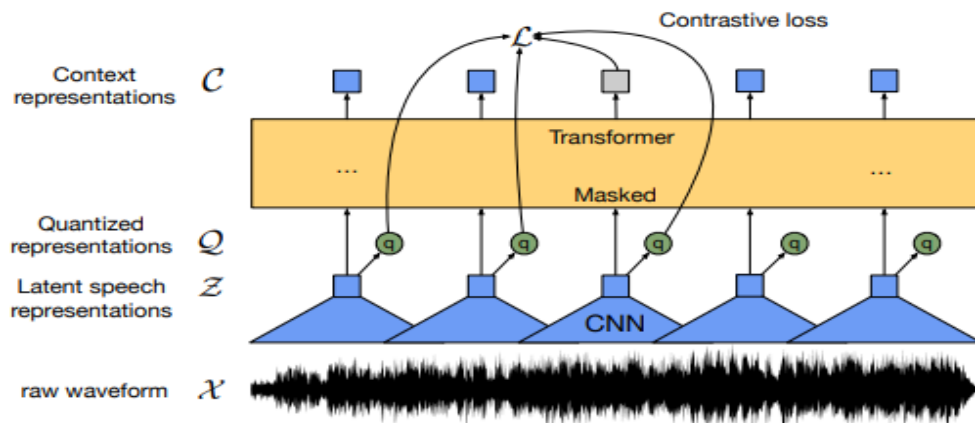 Contrastive loss
ℒ
Context
representations 𝒞
Transformer
... ...
Masked
Quantized
representations 𝒬
q q q q q
Latent speech
representations 𝒵
CNN
raw waveform 𝒳